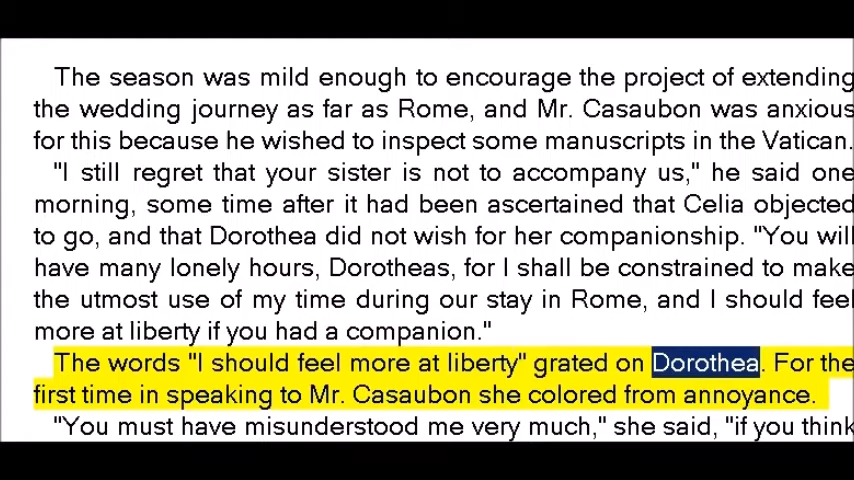 The season was mild enough to encourage the project of extending
the wedding journey as far as Rome, and Mr. Casaubon was anxious
for this because he wished to inspect some manuscripts in the Vatican.
"I still regret that your sister is not to accompany us," he said one
morning, some time after it had been ascertained that Celia objected
to go, and that Dorothea did not wish for her companionship. "You will
have many lonely hours, Dorotheas, for I shall be constrained to make
the utmost use of my time during our stay in Rome, and I should feel
more at liberty if you had a companion."
The words "I should feel more at liberty" grated on Dorothea. For the
first time in speaking to Mr. Casaubon she colored from annoyance.
"You must have misunderstood me very much," she said, "if you think